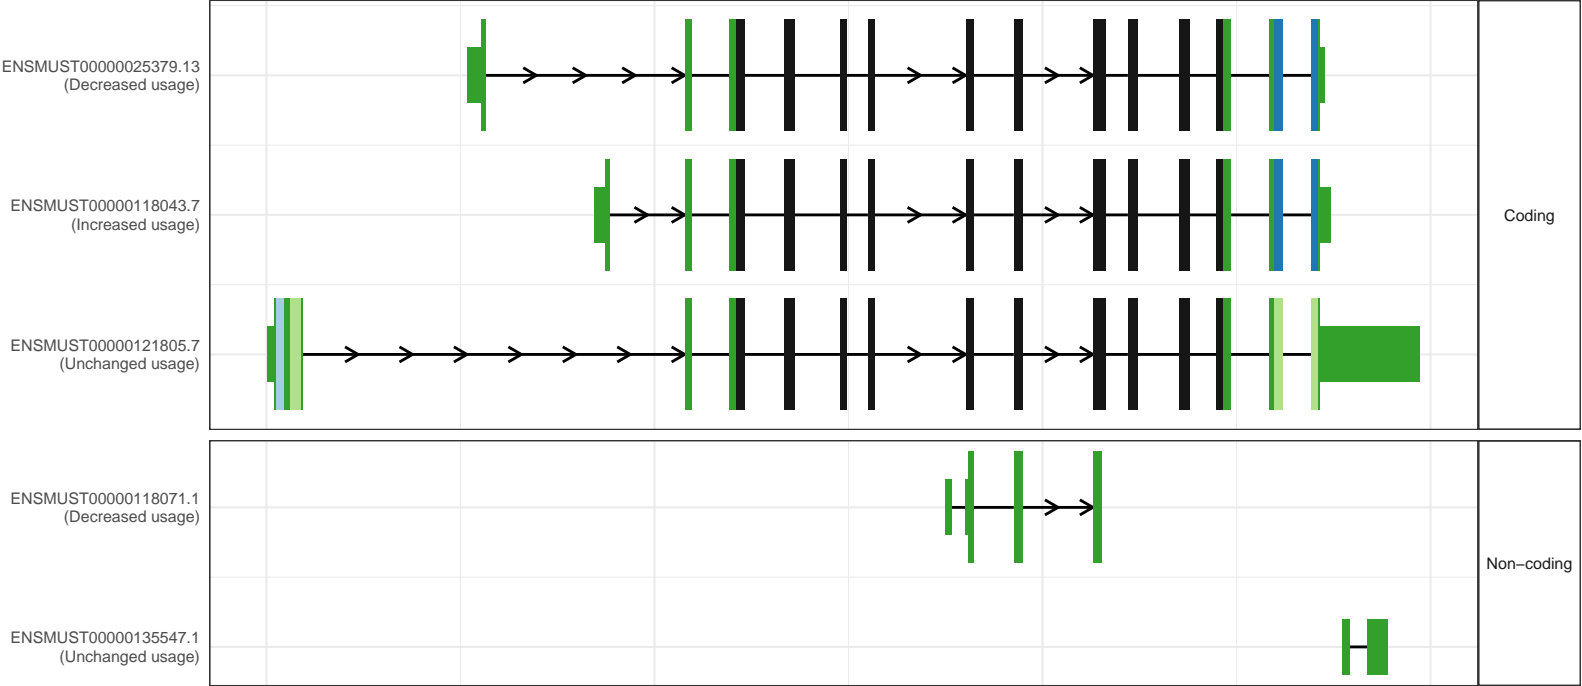 ENSMUST00000025379.13
(Decreased usage)
ENSMUST00000118043.7
(Increased usage)
Coding
ENSMUST00000121805.7
(Unchanged usage)
ENSMUST00000118071.1
(Decreased usage)
Non−coding
ENSMUST00000135547.1
(Unchanged usage)